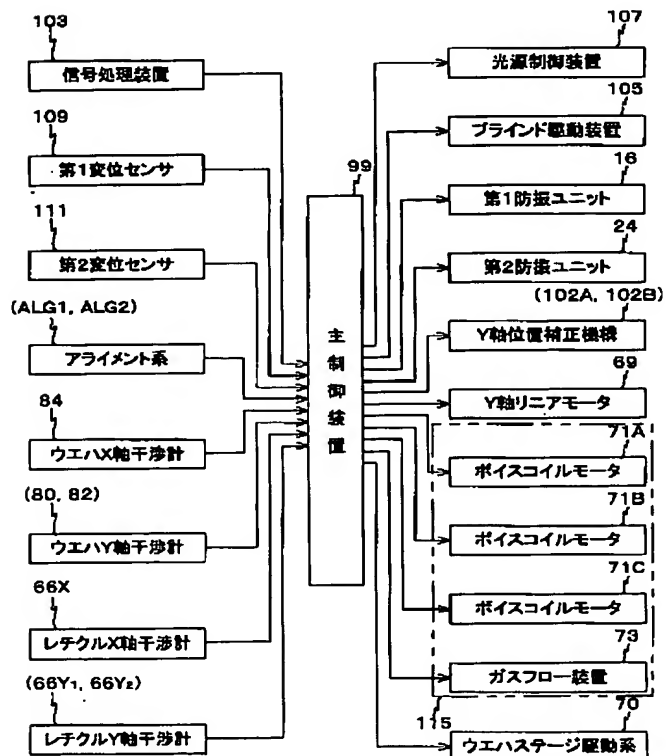 103
信号処理装置
109
第1変位センサ
111
第2変位センサ
(ALG1, ALG2)
アライメント系
84
ウエハX軸干渉計
(80, 82)
ウエハY軸干渉計
66X
レチクルX軸干渉計
(66Y1, 66Y2)
レチクルY軸干渉計
99
主制御装置
107
光源制御装置
105
ブラインド駆動装置
16
第1防振ユニット
24
第2防振ユニット
(102A, 102B)
Y軸位置補正機機
69
Y軸リニアモータ
71A
ボイスコイルモータ
71B
ボイスコイルモータ
71C
ボイスコイルモータ
73
ガスフロー装置
115
70
ウエハステージ駆動系